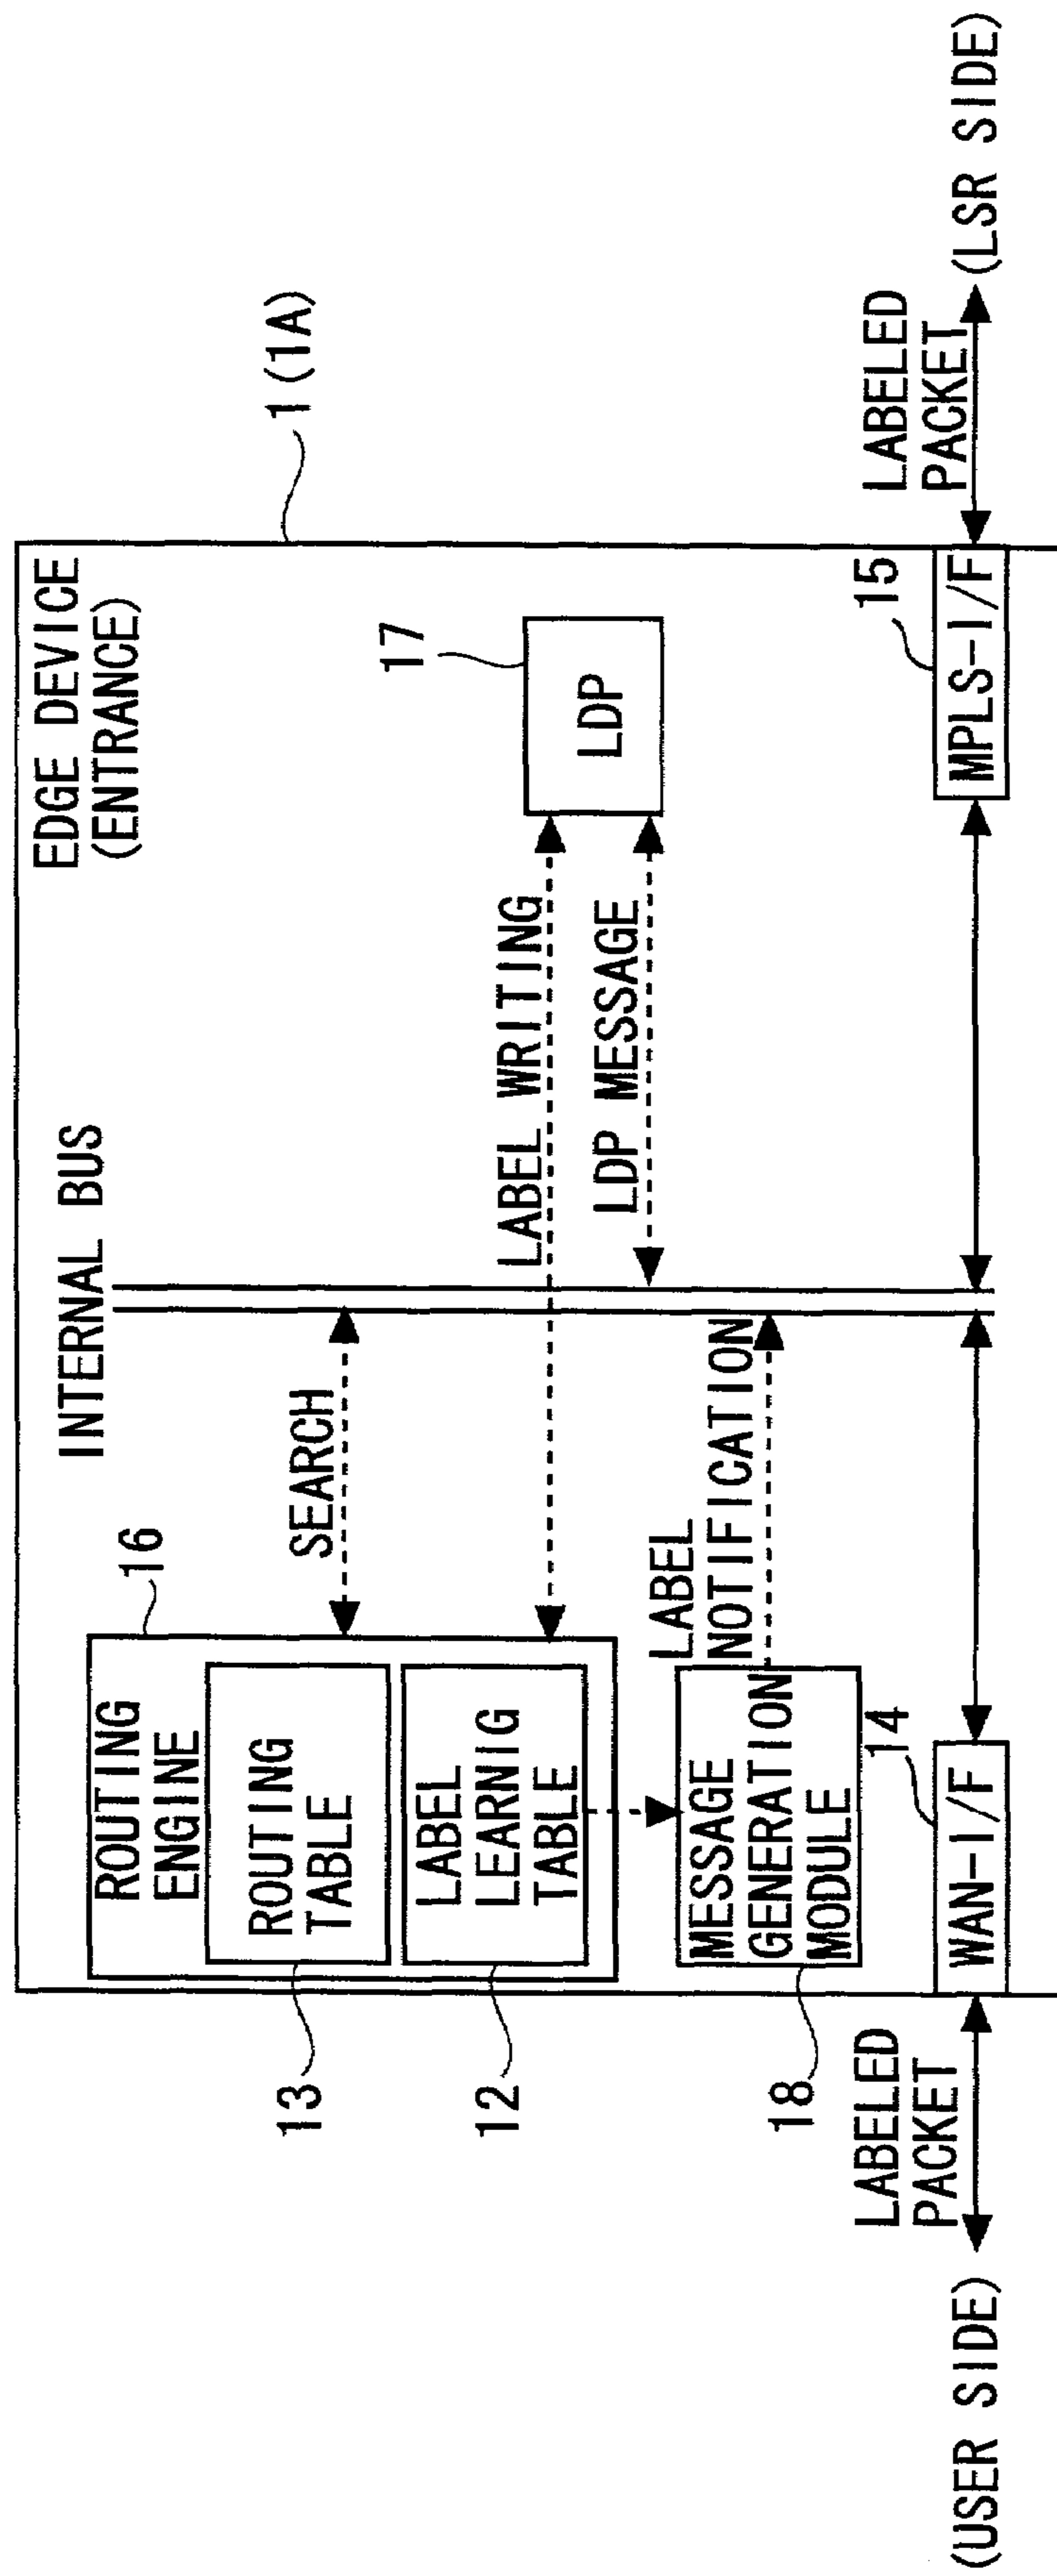 EDGE DEVICE
(ENTRANCE)
1(1A)
INTERNAL BUS
16
ROUTING
ENGINE
ROUTING
TABLE
13
LABEL
LEARNIG
TABLE
12
SEARCH
LABEL WRITING
LDP MESSAGE
17
LDP
LABEL
NOTIFICATION
MESSAGE
GENERATION
MODULE
18
14
WAN-I/F
15
MPLS-I/F
LABELED
PACKET
(USER SIDE)
LABELED
PACKET
(LSR SIDE)